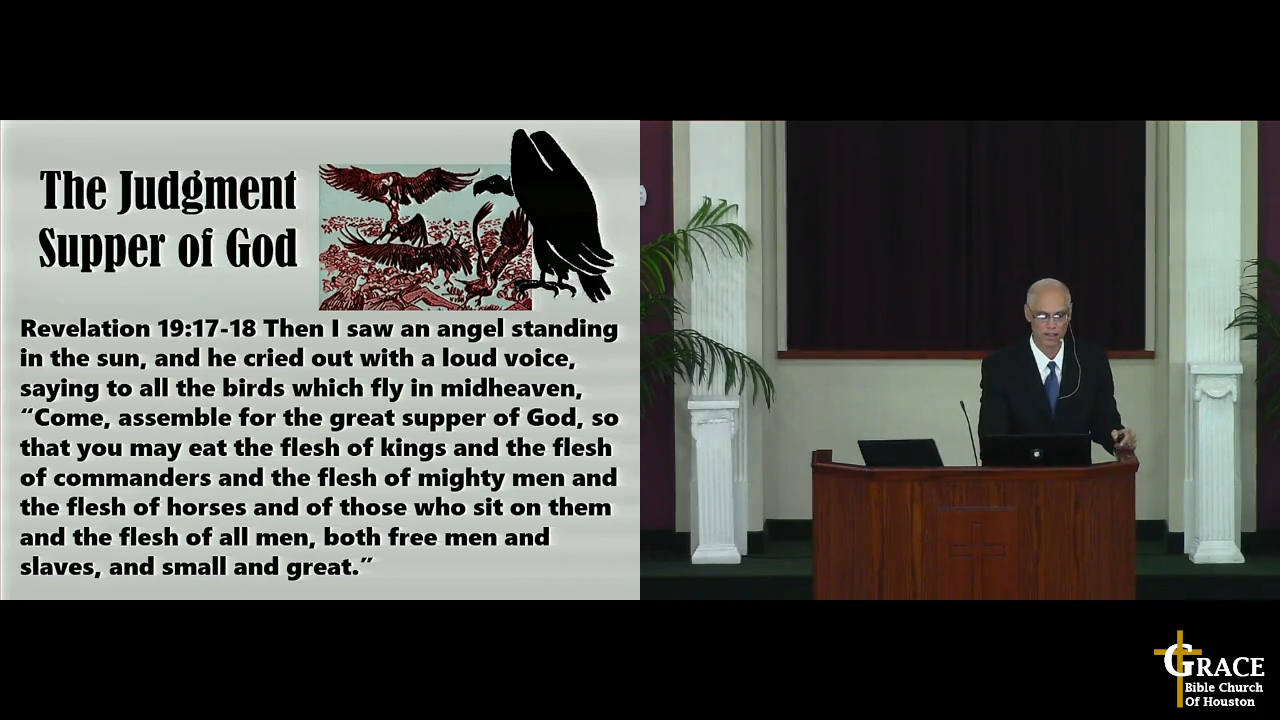 The Judgment
Supper of God
Revelation 19:17-18 Then I saw an angel standing
in the sun, and he cried out with a loud voice,
saying to all the birds which fly in midheaven,
“Come, assemble for the great supper of God, so
that you may eat the flesh of kings and the flesh
of commanders and the flesh of mighty men and
the flesh of horses and of those who sit on them
and the flesh of all men, both free men and
slaves, and small and great.”
GRACE
Bible Church
Of Houston